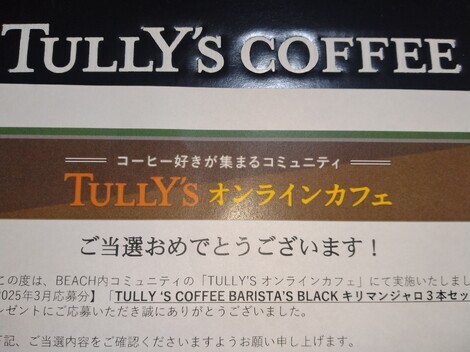 TULLY'S COFFEE
コーヒー好きが集まるコミュニティ
TULLY'S オンラインカフェ
ご当選おめでとうございます！
この度は、BEACH内コミュニティの「TULLY'S オンラインカフェ」にて実施いたしまし
2025年3月応募分】「TULLY 'S COFFEE BARISTA'S BLACK キリマンジャロ３本セッ
レゼントにご応募いただき誠にありがとうございました。
下記、ご当選内容をご確認くださいますようお願い申し上げます。